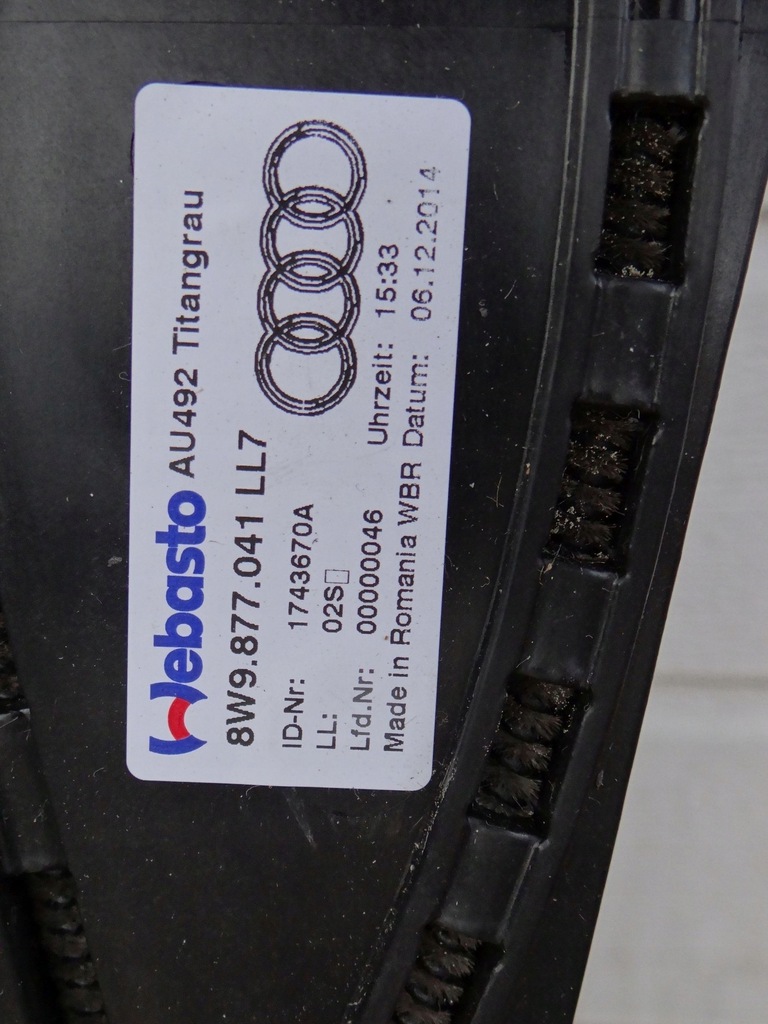 Webasto AU492 Titangrau
8W9.877.041 LL7
ID-Nr: 1743670A
LL: 02S□
Lfd.Nr: 00000046 Uhrzeit: 15:33
Made in Romania WBR Datum: 06.12.2014